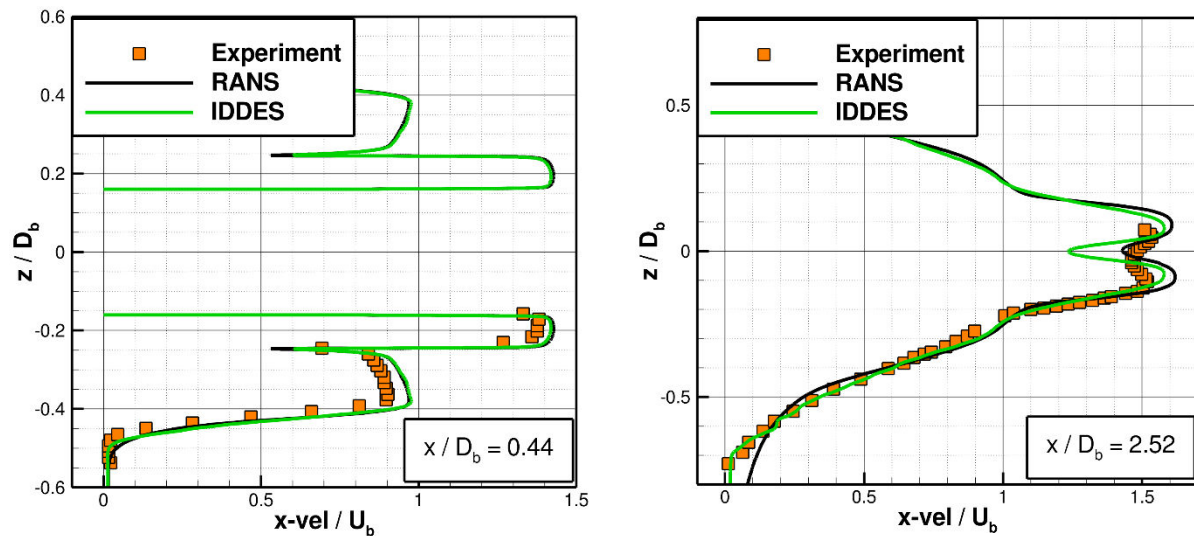 Experiment
RANS
IDDES
0.6
0.4
0.2
0
-0.2
-0.4
-0.6
z / D_b
x / D_b = 0.44
0 0.5 1 1.5
x-vel / U_b
Experiment
RANS
IDDES
0.5
0
-0.5
z / D_b
x / D_b = 2.52
0 0.5 1 1.5
x-vel / U_b